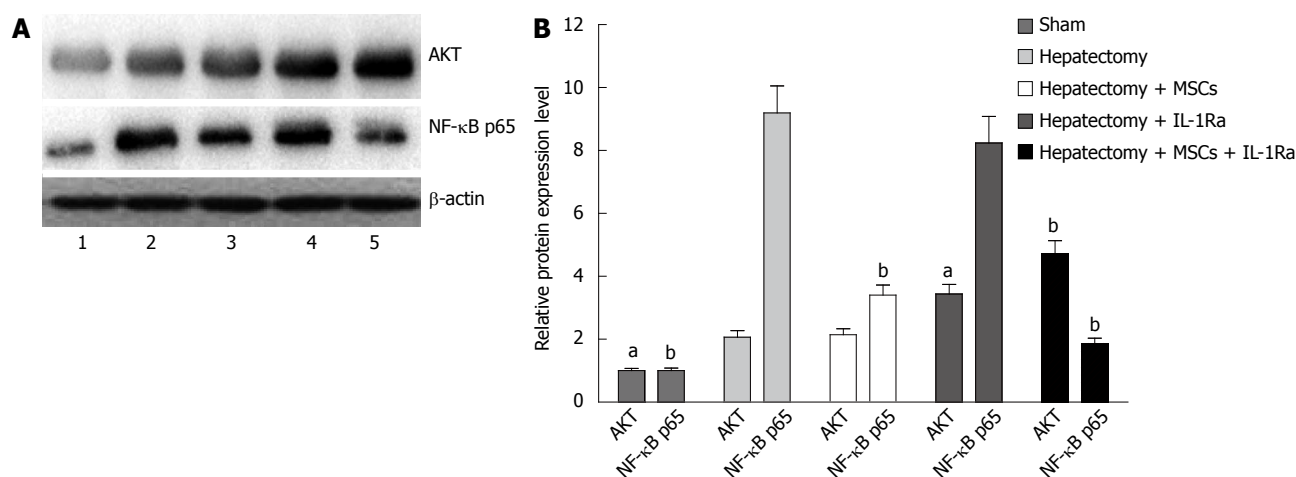 A
AKT
NF-κB p65
β-actin
1 2 3 4 5
B
Relative protein expression level
12
10
8
6
4
2
0
a b b a b b
AKT NF-κB p65 AKT NF-κB p65 AKT NF-κB p65 AKT NF-κB p65 AKT NF-κB p65
Sham
Hepatectomy
Hepatectomy + MSCs
Hepatectomy + IL-1Ra
Hepatectomy + MSCs + IL-1Ra